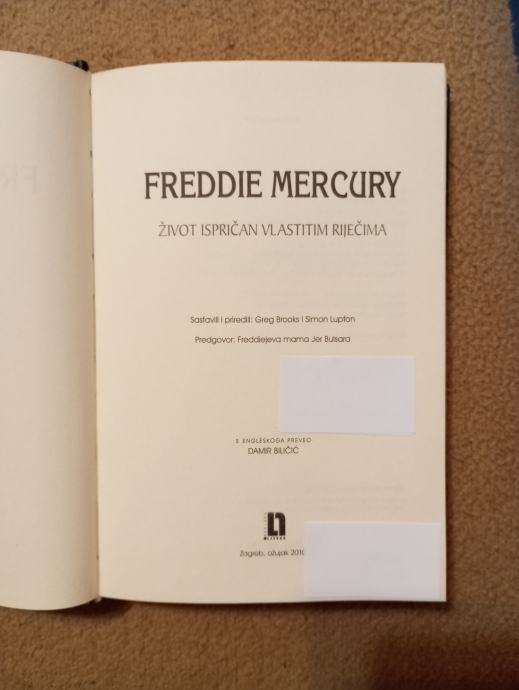 FR
FREDDIE MERCURY
ŽIVOT ISPRIČAN VLASTITIM RIJEČIMA
Sastavili i priredili: Greg Brooks i Simon Lupton
Predgovor: Freddiejeva mama Jer Bulsara
S ENGLESKOGA PREVEO
DAMIR BILIČIĆ
Zagreb, ožujak 2010